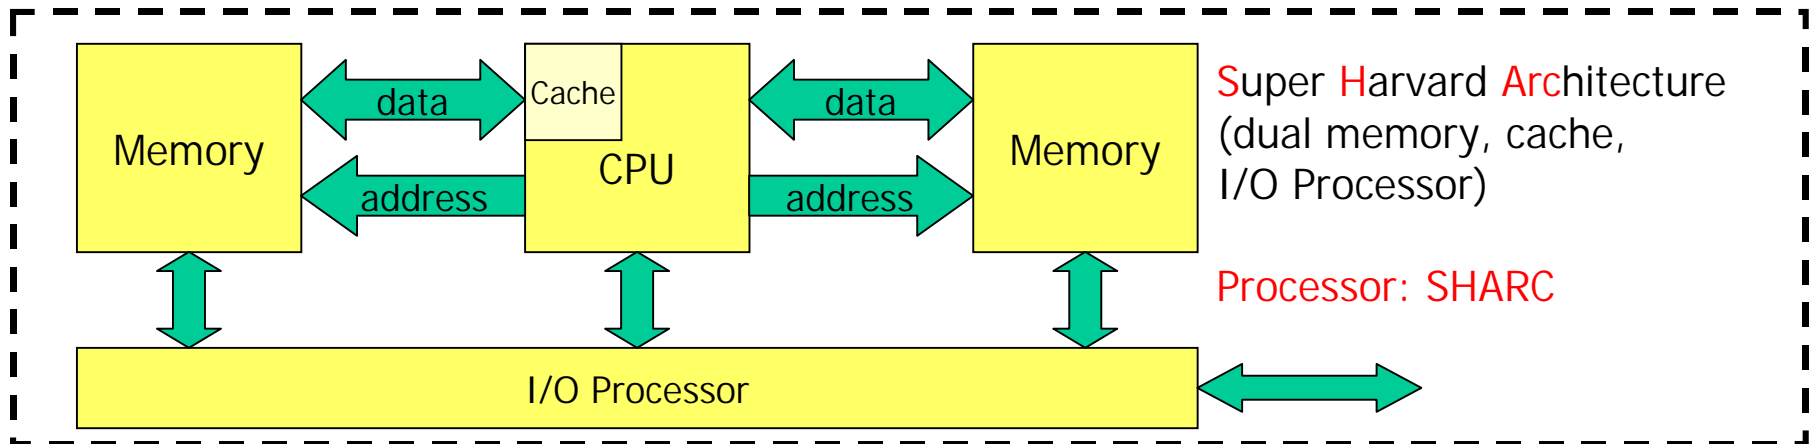 Memory
data
address
Cache
CPU
data
address
Memory
Super Harvard Architecture
(dual memory, cache,
I/O Processor)
Processor: SHARC
I/O Processor